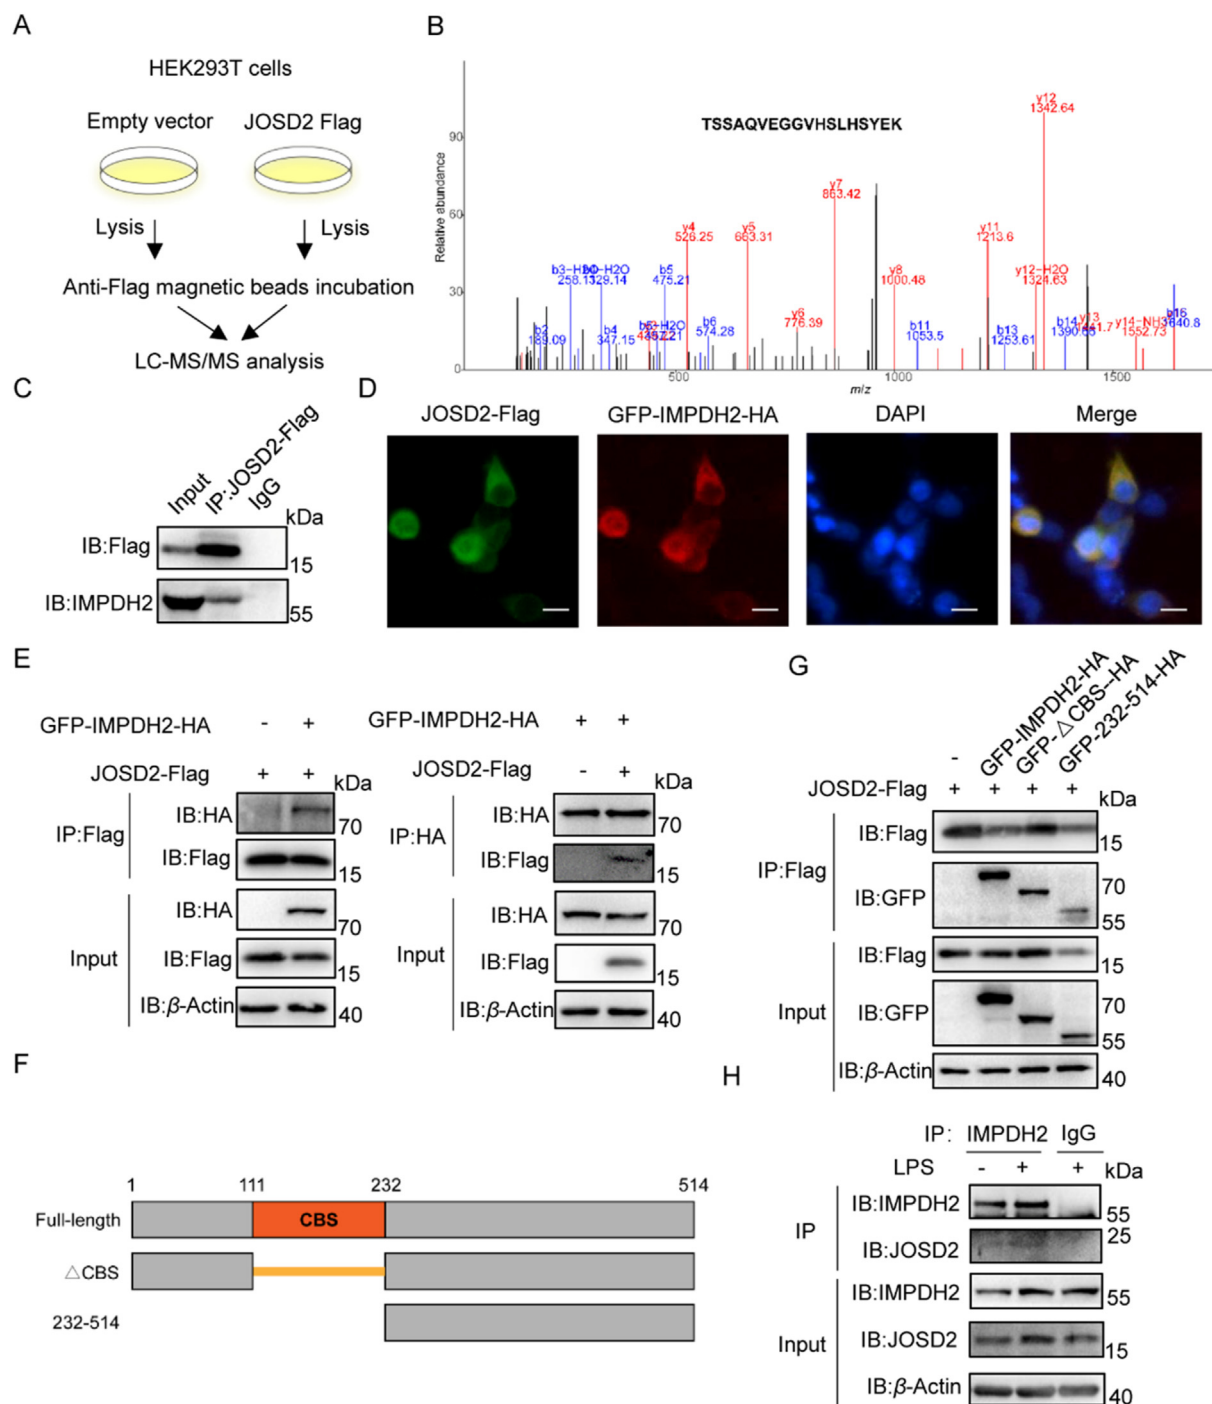 A
HEK293T cells
Empty vector JOSD2 Flag
Lysis Lysis
Anti-Flag magnetic beads incubation
LC-MS/MS analysis
B
TSSAQVEGGVHSLHSYEK
Relative abundance
90
60
30
0
500 1000 1500
m/z
y12
1342.64
y7
863.42
y4
526.25
y5
663.31
y11
1213.6
b5
475.21
y8
1000.48
y12-H2O
1324.63
b2
189.09
b4
347.15
b6
574.28
y6
776.39
b11
1053.5
b13
1253.61
b14
y13
y14-NH3
1552.73
C
Input
IP:JOSD2-Flag
IgG
kDa
IB:Flag 15
IB:IMPDH2 55
D
JOSD2-Flag GFP-IMPDH2-HA DAPI Merge
E
GFP-IMPDH2-HA - +
JOSD2-Flag + + kDa
IP:Flag
IB:HA 70
IB:Flag 15
Input
IB:HA 70
IB:Flag 15
IB:β-Actin 40
GFP-IMPDH2-HA + +
JOSD2-Flag - + kDa
IP:HA
IB:HA 70
IB:Flag 15
Input
IB:HA 70
IB:Flag 15
IB:β-Actin 40
F
1 111 232 514
Full-length CBS
△CBS
232-514
G
-
GFP-IMPDH2-HA
GFP-△CBS--HA
GFP-232-514-HA
JOSD2-Flag + + + + kDa
IP:Flag
IB:Flag 15
IB:GFP 70
55
Input
IB:Flag 15
IB:GFP 70
55
IB:β-Actin 40
H
IP: IMPDH2 IgG
LPS - + + kDa
IP
IB:IMPDH2 55
25
IB:JOSD2
Input
IB:IMPDH2 55
IB:JOSD2 15
IB:β-Actin 40